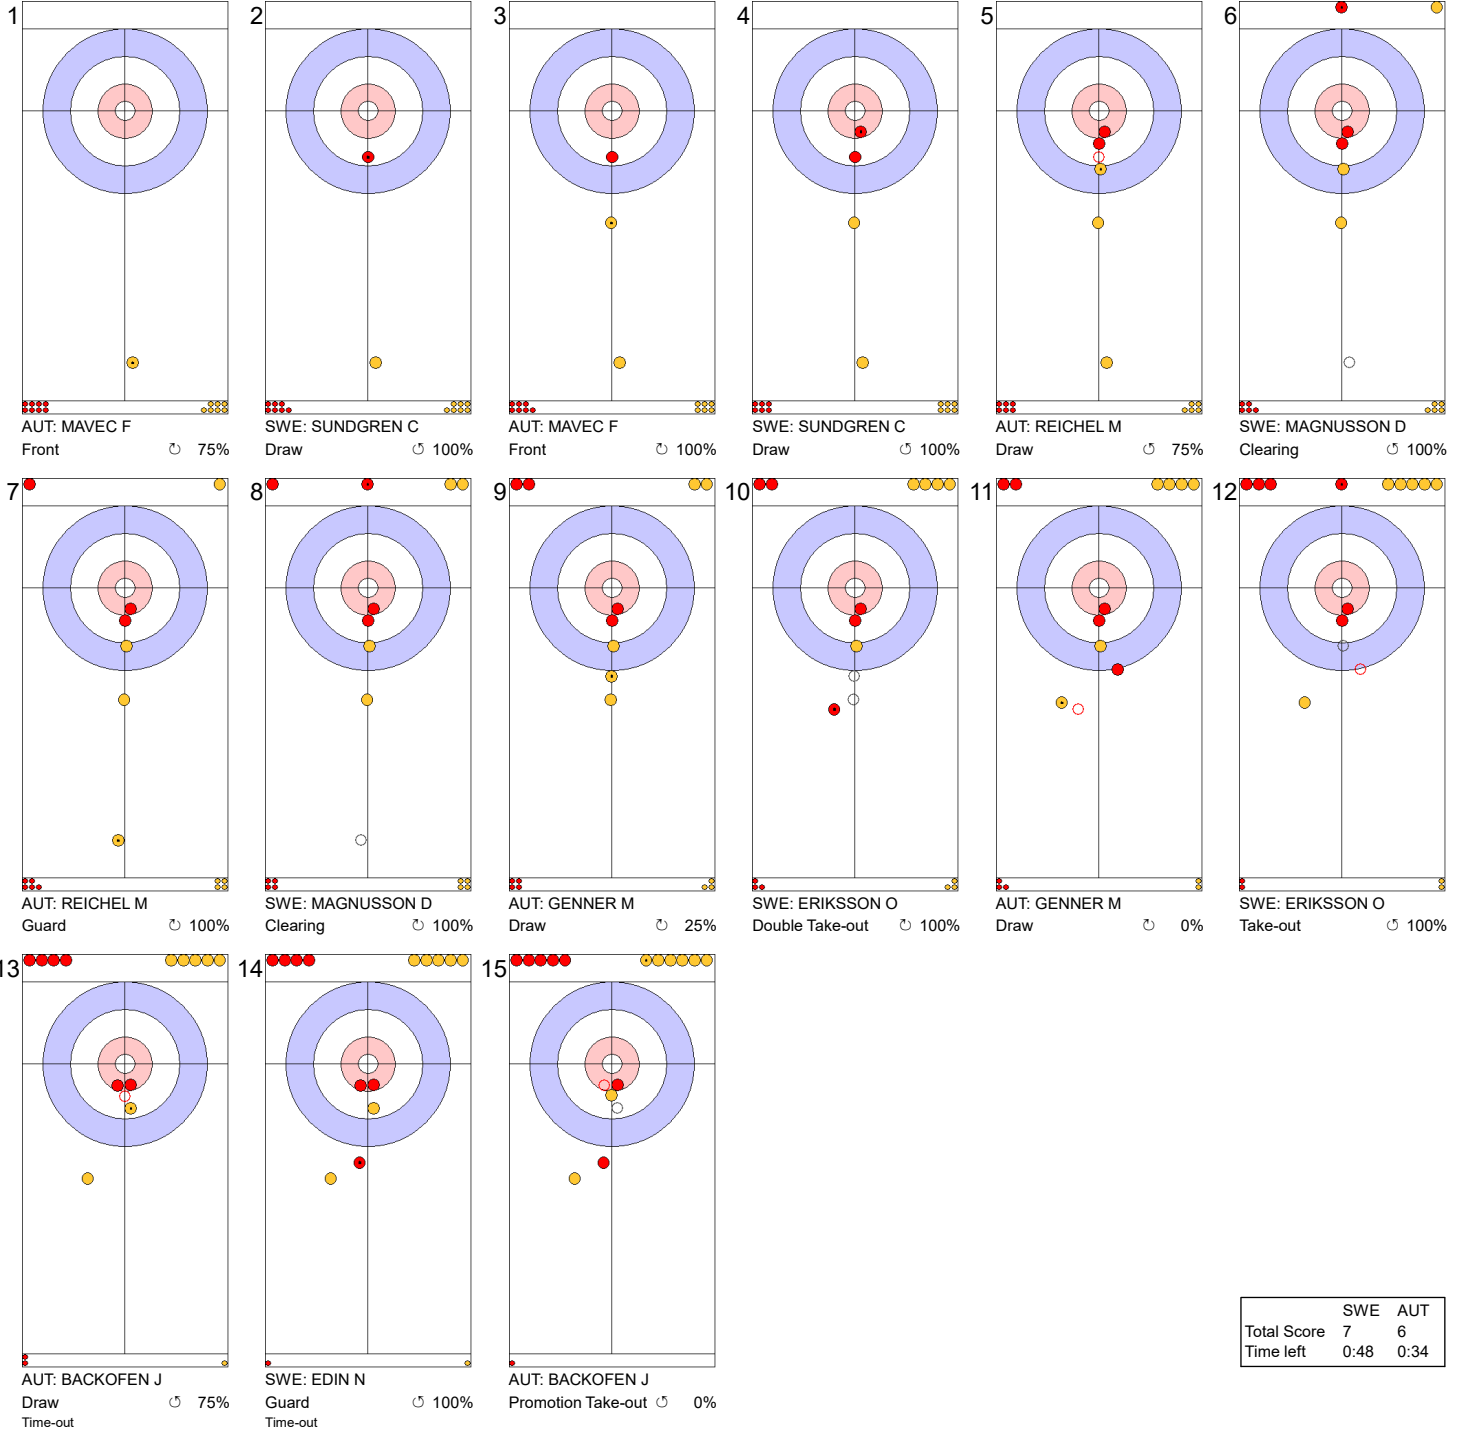 1 2 3 4 5 6
AUT: MAVEC F SWE: SUNDGREN C AUT: MAVEC F SWE: SUNDGREN C AUT: REICHEL M SWE: MAGNUSSON D
Front ↻ 75% Draw ↺ 100% Front ↻ 100% Draw ↺ 100% Draw ↻ 75% Clearing ↺ 100%
7 8 9 10 11 12
AUT: REICHEL M SWE: MAGNUSSON D AUT: GENNER M SWE: ERIKSSON O AUT: GENNER M SWE: ERIKSSON O
Guard ↻ 100% Clearing ↺ 100% Draw ↻ 25% Double Take-out ↻ 100% Draw ↻ 0% Take-out ↻ 100%
13 14 15
SWE AUT
Total Score 7 6
Time left 0:48 0:34
AUT: BACKOFEN J SWE: EDIN N AUT: BACKOFEN J
Draw ↺ 75% Guard ↺ 100% Promotion Take-out ↺ 0%
Time-out Time-out